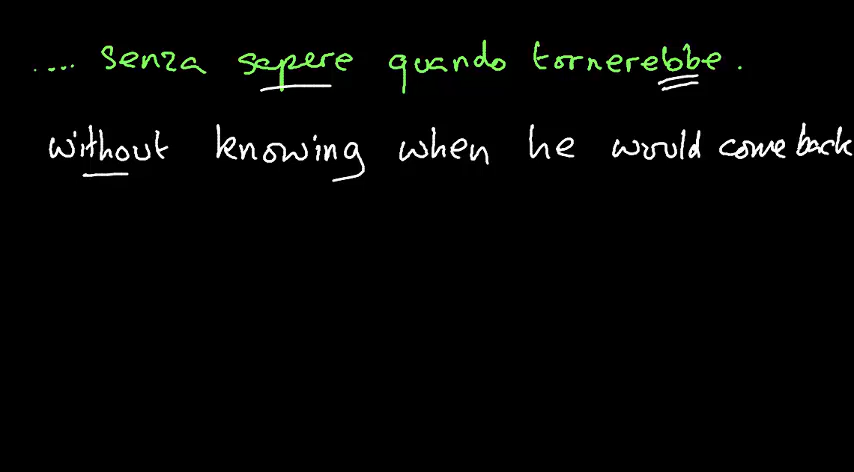 .... senza sapere quando tornerebbe.
without knowing when he would come back